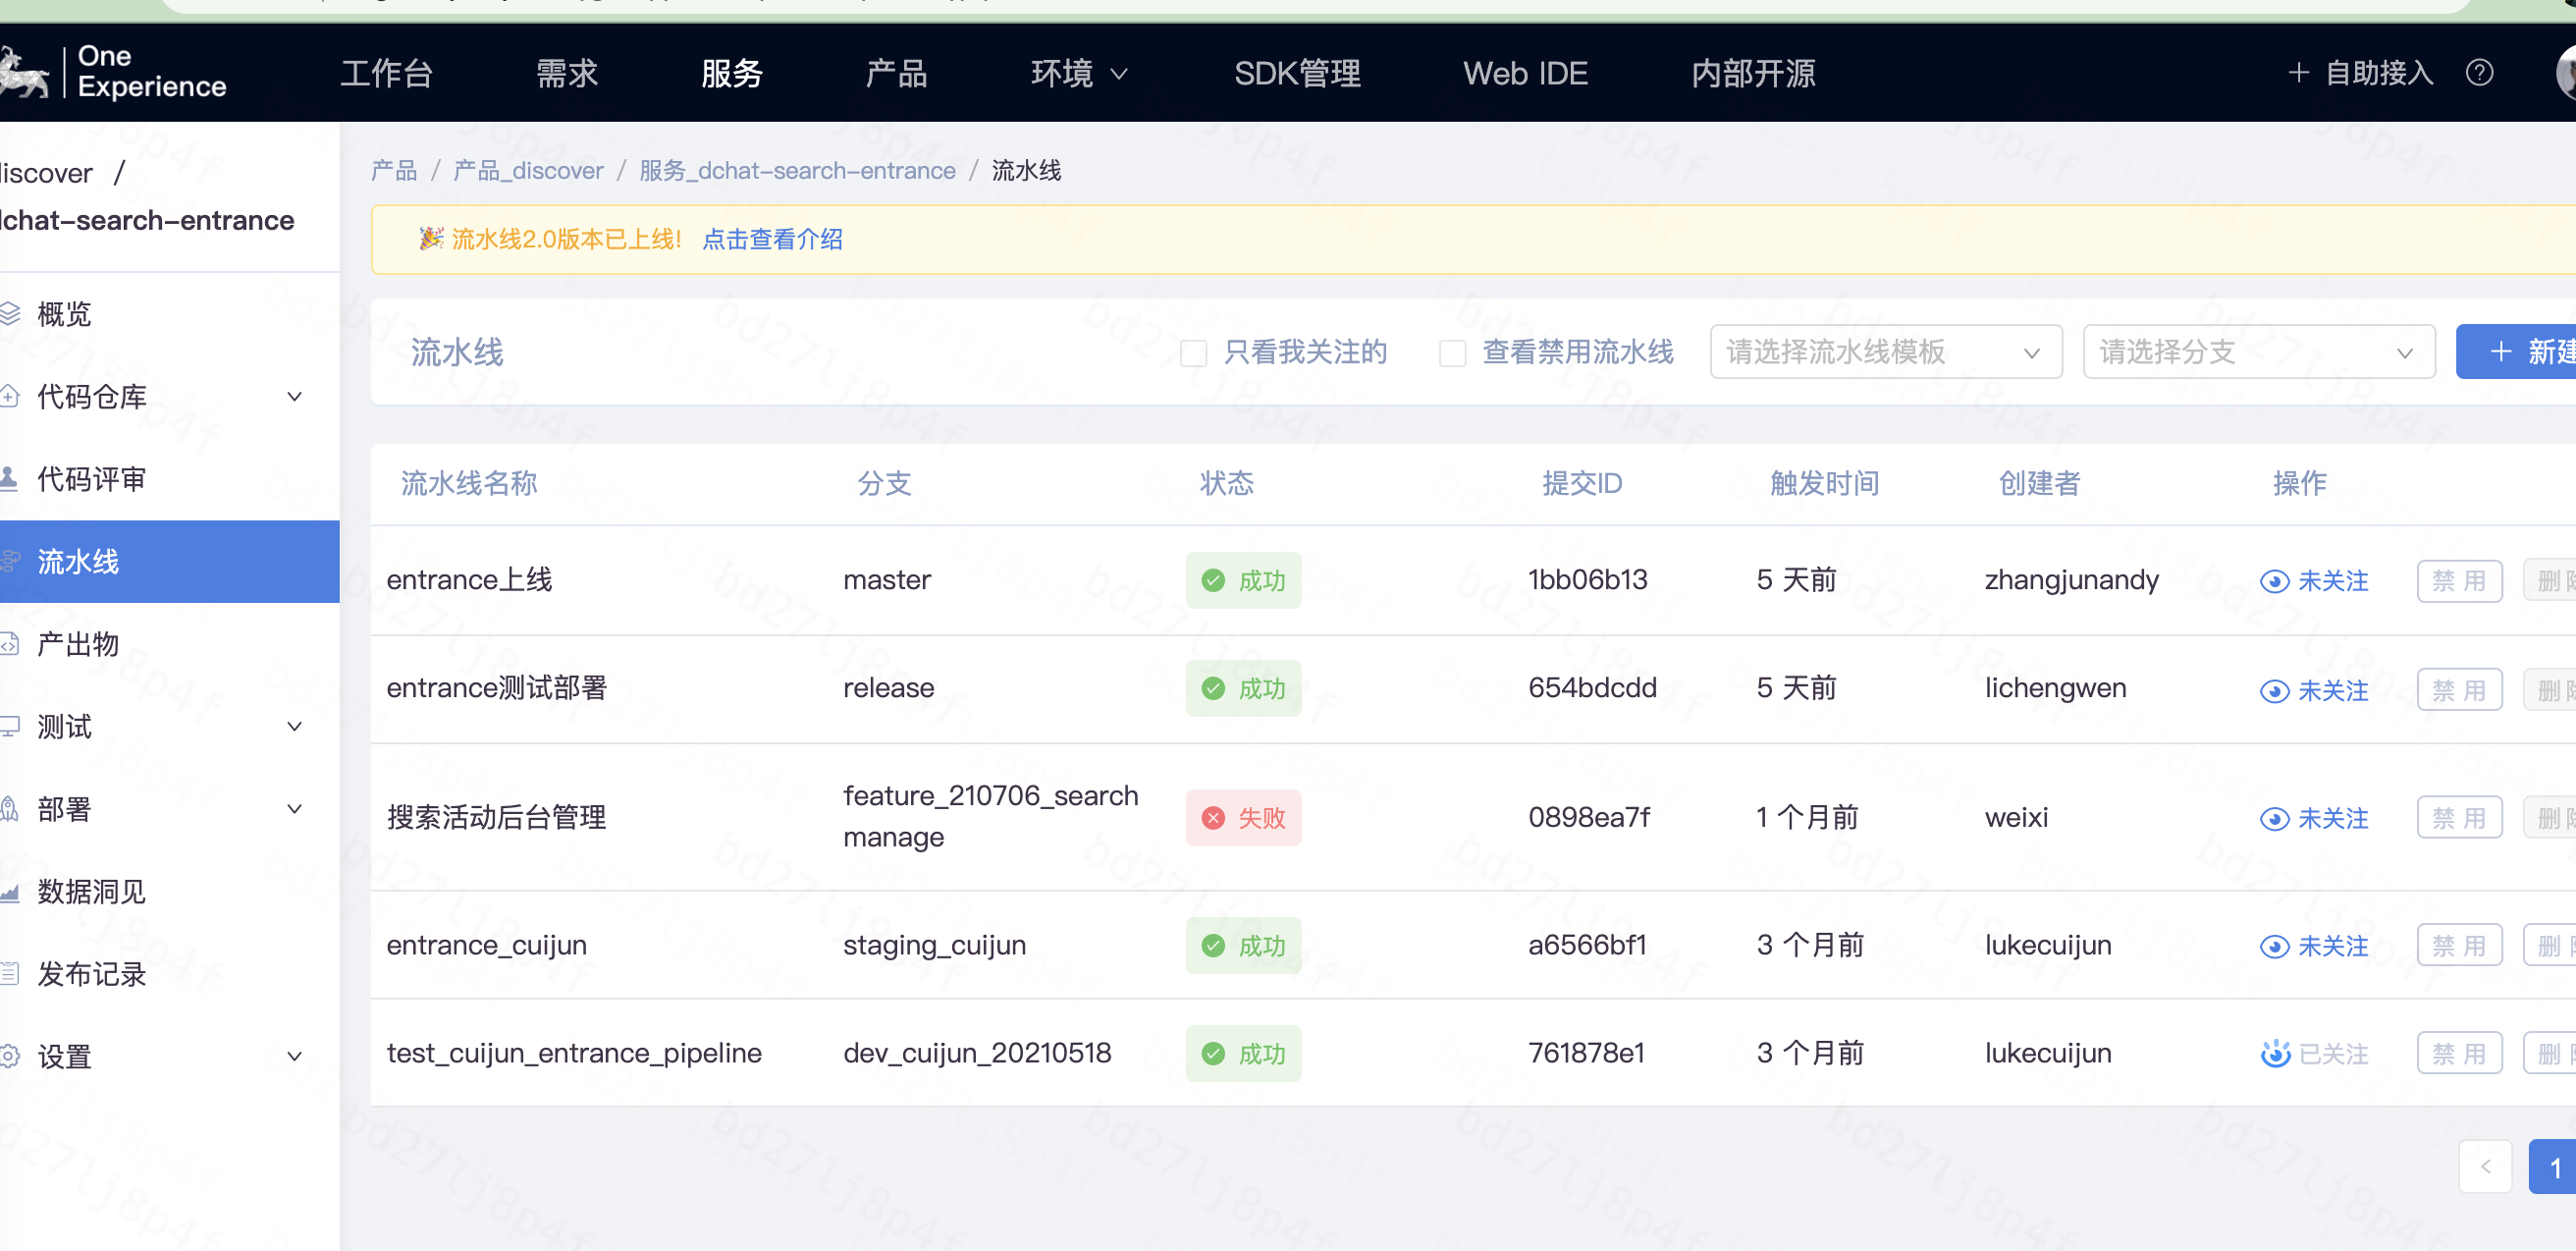 One
Experience
工作台
需求
服务
产品
环境
SDK管理
Web IDE
内部开源
自助接入
iscover /
chat-search-entrance
概览
代码仓库
代码评审
流水线
产出物
测试
部署
数据洞见
发布记录
设置
产品 / 产品_discover / 服务_dchat-search-entrance / 流水线
🎉 流水线2.0版本已上线! 点击查看介绍
流水线
只看我关注的
查看禁用流水线
请选择流水线模板
请选择分支
+ 新建
流水线名称 分支 状态 提交ID 触发时间 创建者 操作
entrance上线 master 成功 1bb06b13 5 天前 zhangjunandy 未关注 禁用 删
entrance测试部署 release 成功 654bdcdd 5 天前 lichengwen 未关注 禁用 删
搜索活动后台管理 feature_210706_search
manage 失败 0898ea7f 1 个月前 weixi 未关注 禁用 删
entrance_cuijun staging_cuijun 成功 a6566bf1 3 个月前 lukecuijun 未关注 禁用 删
test_cuijun_entrance_pipeline dev_cuijun_20210518 成功 761878e1 3 个月前 lukecuijun 已关注 禁用 删
1
bd27lj8p4f